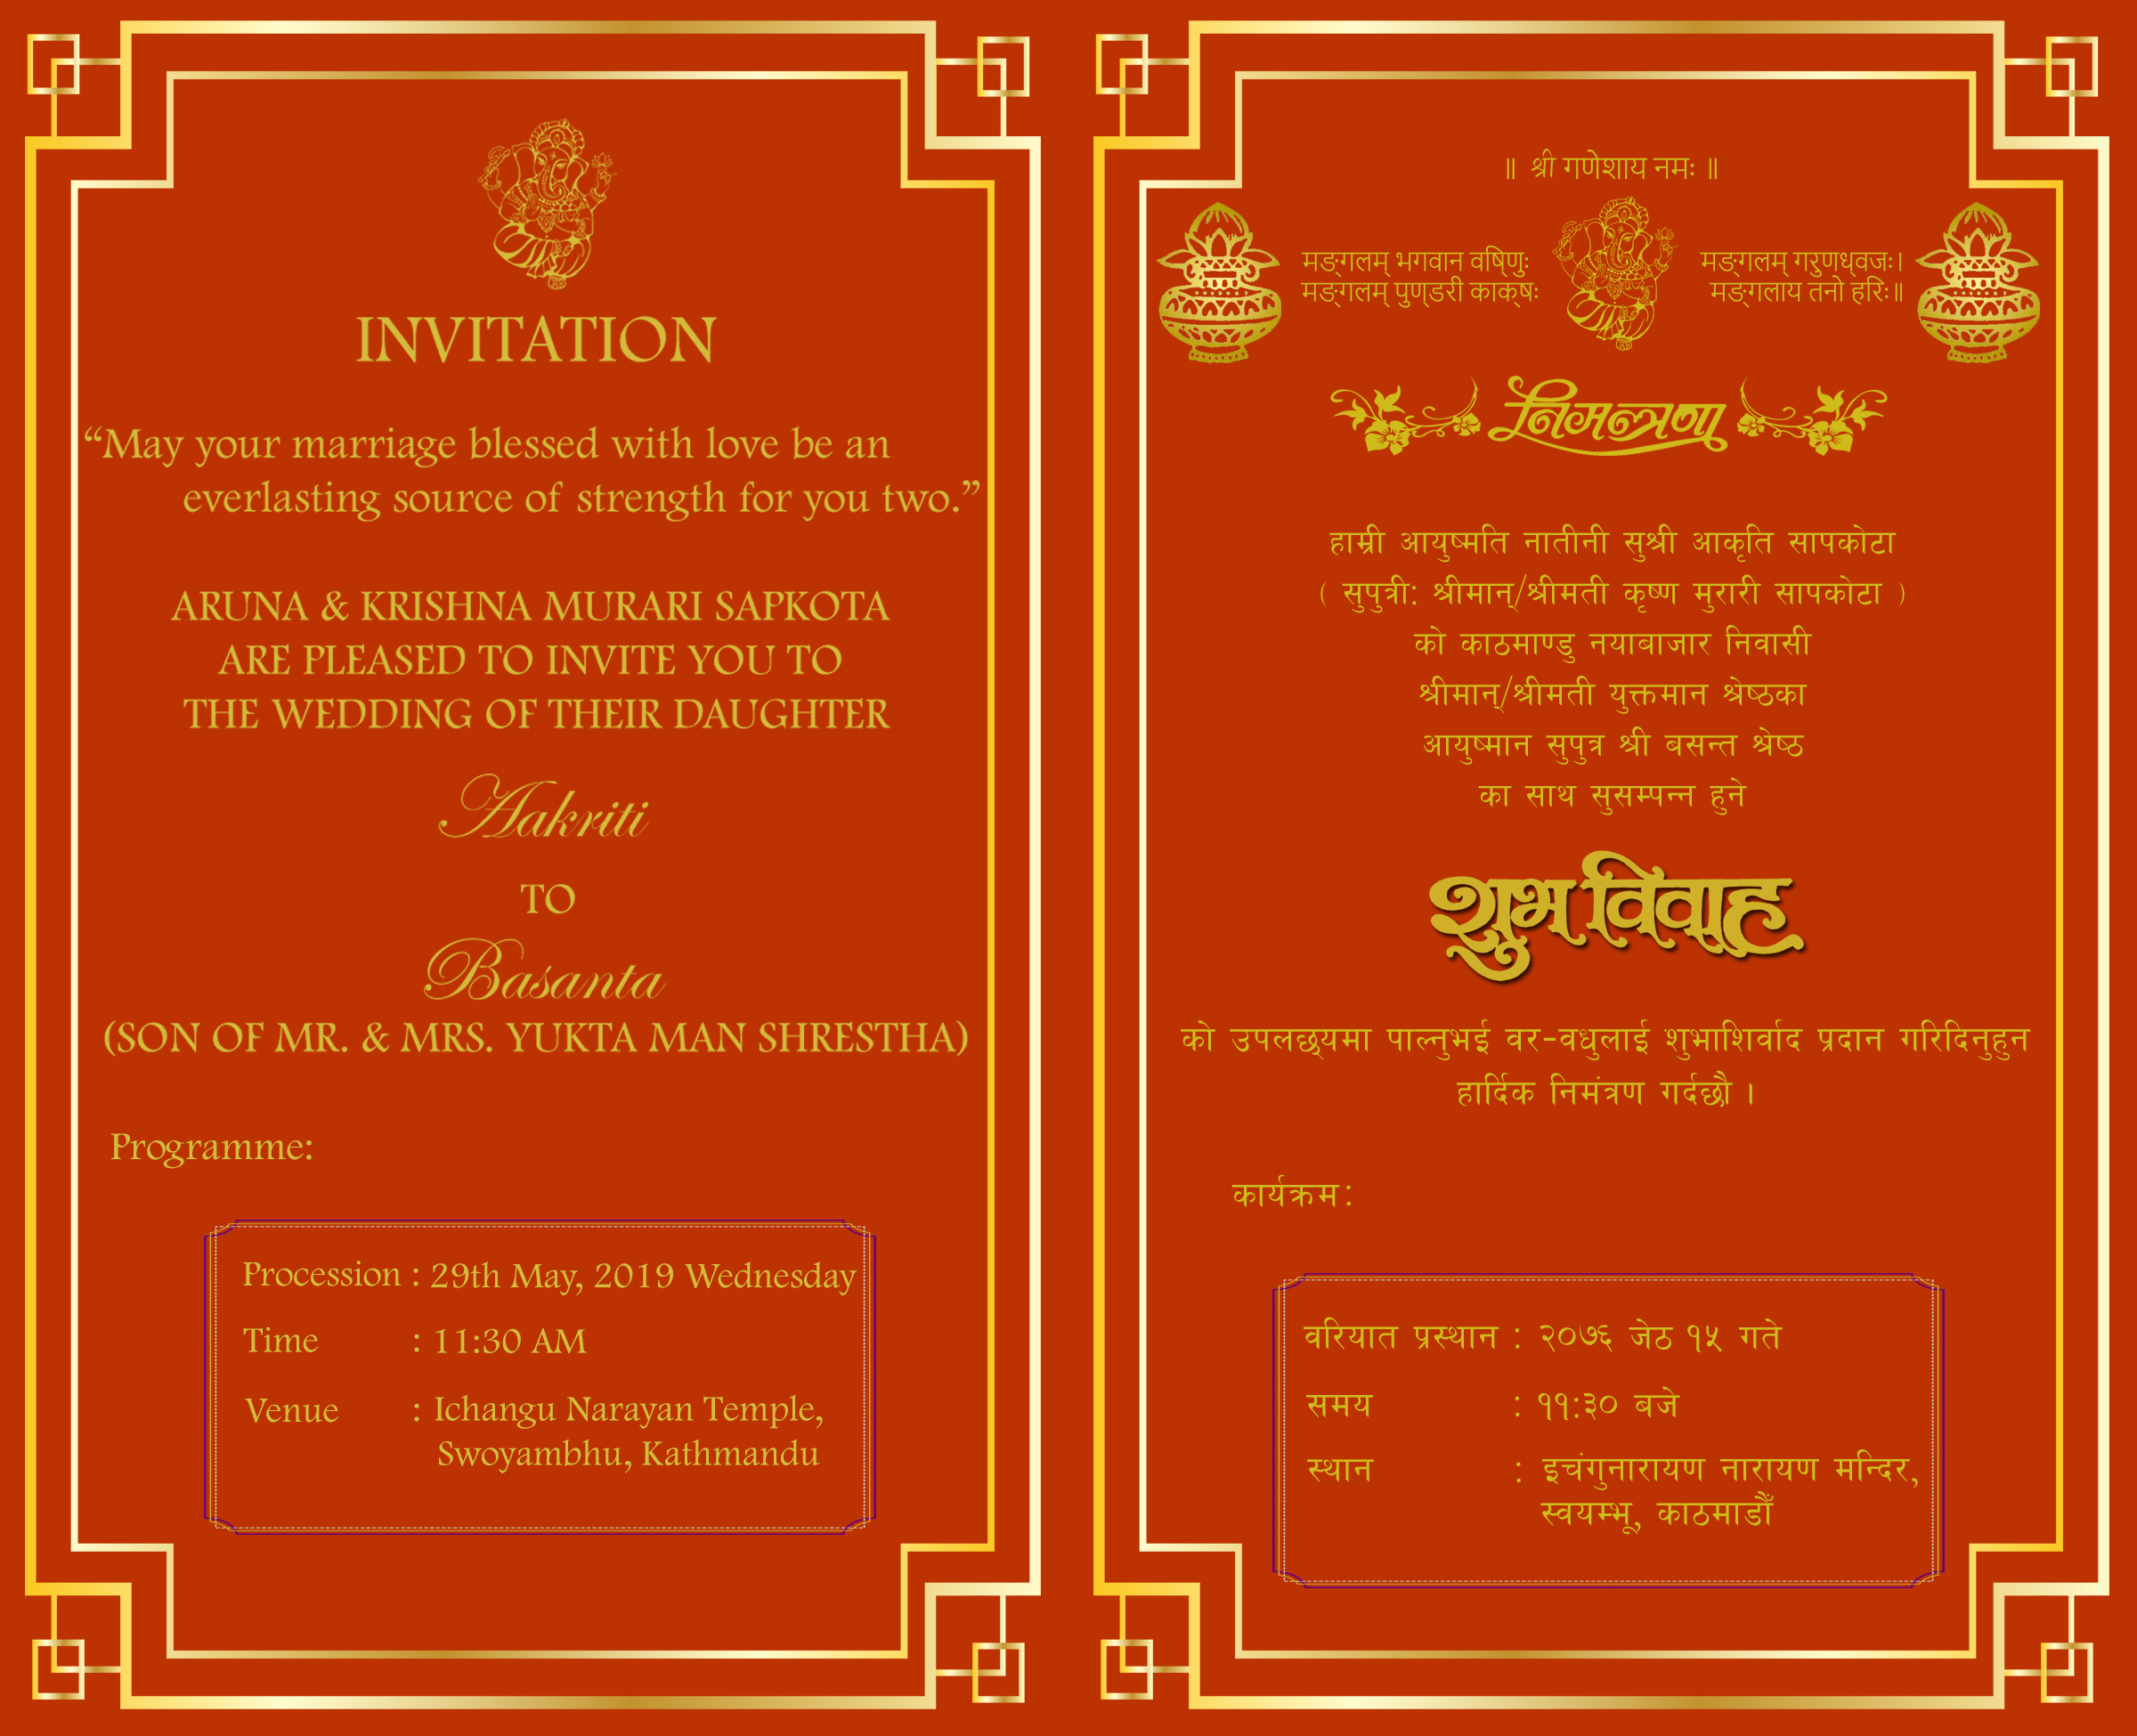 INVITATION
“May your marriage blessed with love be an
everlasting source of strength for you two.”
ARUNA & KRISHNA MURARI SAPKOTA
ARE PLEASED TO INVITE YOU TO
THE WEDDING OF THEIR DAUGHTER
Aakriti
TO
Basanta
(SON OF MR. & MRS. YUKTA MAN SHRESTHA)
Programme:
Procession : 29th May, 2019 Wednesday
Time : 11:30 AM
Venue : Ichangu Narayan Temple,
Swoyambhu, Kathmandu
॥ श्री गणेशाय नमः ॥
मङ्गलम् भगवान विष्णुः मङ्गलम् गरुणध्वजः।
मङ्गलम् पुण्डरी काक्षः मङ्गलाय तनो हरिः॥
निमन्त्रणा
हाम्री आयुष्मति नातीनी सुश्री आकृति सापकोटा
( सुपुत्री: श्रीमान्/श्रीमती कृष्ण मुरारी सापकोटा )
को काठमाण्डु नयाबाजार निवासी
श्रीमान्/श्रीमती युक्तमान श्रेष्ठका
आयुष्मान सुपुत्र श्री बसन्त श्रेष्ठ
का साथ सुसम्पन्न हुने
शुभ विवाह
को उपलछ्यमा पाल्नुभई वर-वधुलाई शुभाशिर्वाद प्रदान गरिदिनुहुन
हार्दिक निमंत्रण गर्दछौ ।
कार्यक्रम:
वरियात प्रस्थान : २०७६ जेठ १५ गते
समय : ११:३० बजे
स्थान : इचंगुनारायण नारायण मन्दिर,
स्वयम्भू, काठमाडौँ